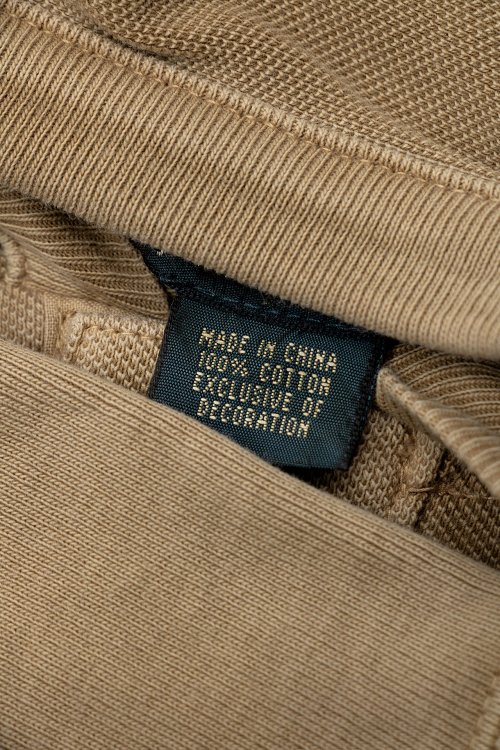 MADE IN CHINA
100% COTTON
EXCLUSIVE OF
DECORATION